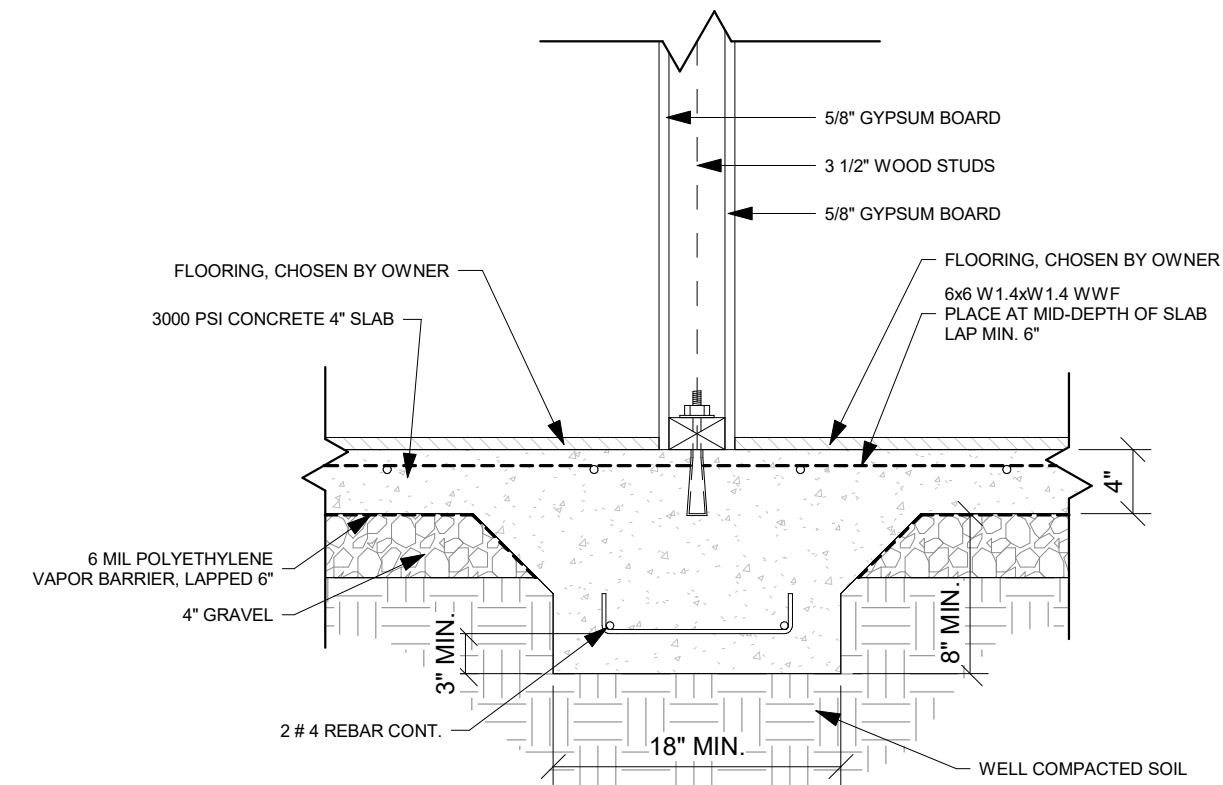 5/8" GYPSUM BOARD
3 1/2" WOOD STUDS
5/8" GYPSUM BOARD
FLOORING, CHOSEN BY OWNER
3000 PSI CONCRETE 4" SLAB
FLOORING, CHOSEN BY OWNER
6x6 W1.4xW1.4 WWF
PLACE AT MID-DEPTH OF SLAB
LAP MIN. 6"
4"
6 MIL POLYETHYLENE
VAPOR BARRIER, LAPPED 6"
4" GRAVEL
3" MIN.
8" MIN.
2 # 4 REBAR CONT.
18" MIN.
WELL COMPACTED SOIL